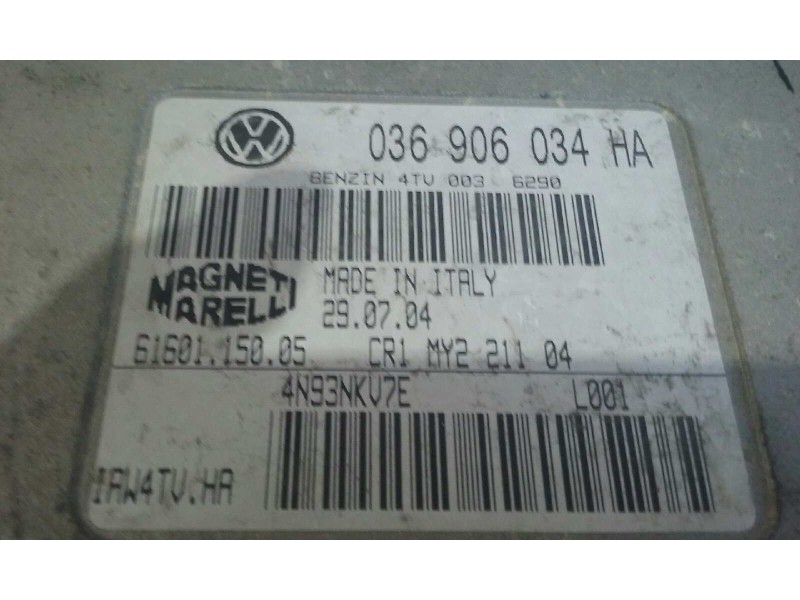 VW 036 906 034 HA
BENZIN 4TV 003 6290
MAGNETI MARELLI
MADE IN ITALY
29.07.04
61601.150.05 CR1 MY2 211 04
4N93NKV7E L001
IAW4TV.HA